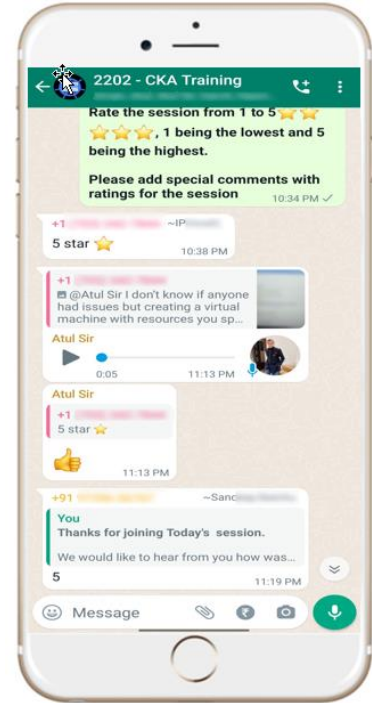 2202 - CKA Training
Rate the session from 1 to 5⭐⭐
⭐⭐⭐, 1 being the lowest and 5
being the highest.
Please add special comments with
ratings for the session
10:34 PM ✓
+1 ~IP
5 star ⭐
10:38 PM
+1
@Atul Sir I don't know if anyone
had issues but creating a virtual
machine with resources you sp...
Atul Sir
0:05 11:13 PM
Atul Sir
+1
5 star ⭐
👍
11:13 PM
+91 ~Sand
You
Thanks for joining Today's session.
We would like to hear from you how was...
5
11:19 PM
Message